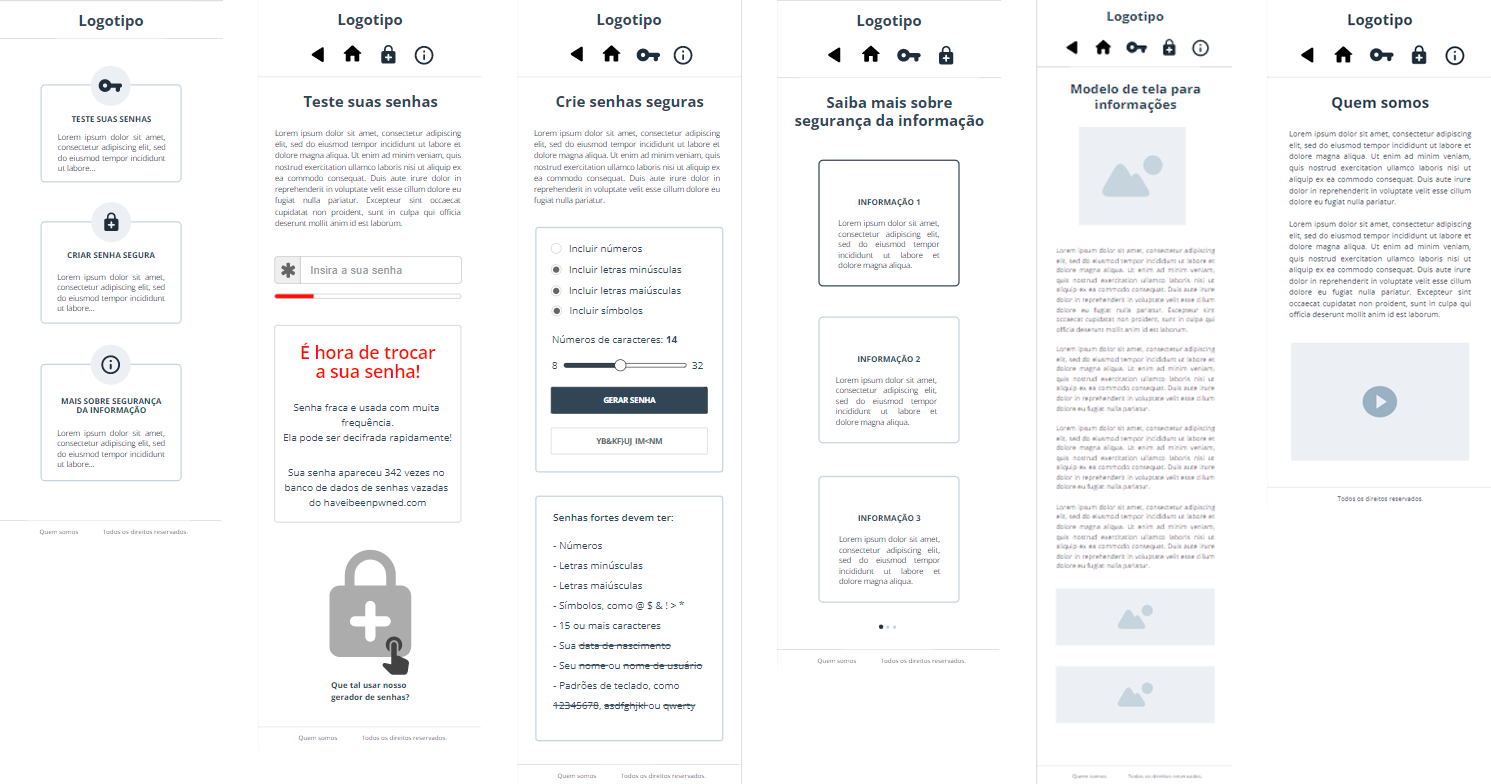 Logotipo
TESTE SUAS SENHAS
Lorem ipsum dolor sit amet,
consectetur adipiscing elit, sed
do eiusmod tempor incididunt
ut labore...
CRIAR SENHA SEGURA
Lorem ipsum dolor sit amet,
consectetur adipiscing elit, sed
do eiusmod tempor incididunt
ut labore...
MAIS SOBRE SEGURANÇA
DA INFORMAÇÃO
Lorem ipsum dolor sit amet,
consectetur adipiscing elit, sed
do eiusmod tempor incididunt
ut labore...
Quem somos Todos os direitos reservados.
Logotipo
Teste suas senhas
Lorem ipsum dolor sit amet, consectetur adipiscing
elit, sed do eiusmod tempor incididunt ut labore et
dolore magna aliqua. Ut enim ad minim veniam, quis
nostrud exercitation ullamco laboris nisi ut aliquip ex
ea commodo consequat. Duis aute irure dolor in
reprehenderit in voluptate velit esse cillum dolore eu
fugiat nulla pariatur. Excepteur sint occaecat
cupidatat non proident, sunt in culpa qui officia
deserunt mollit anim id est laborum.
Insira a sua senha
É hora de trocar
a sua senha!
Senha fraca e usada com muita
frequência.
Ela pode ser decifrada rapidamente!
Sua senha apareceu 342 vezes no
banco de dados de senhas vazadas
do haveibeenpwned.com
Que tal usar nosso
gerador de senhas?
Quem somos Todos os direitos reservados.
Logotipo
Crie senhas seguras
Lorem ipsum dolor sit amet, consectetur adipiscing
elit, sed do eiusmod tempor incididunt ut labore et
dolore magna aliqua. Ut enim ad minim veniam, quis
nostrud exercitation ullamco laboris nisi ut aliquip ex
ea commodo consequat. Duis aute irure dolor in
reprehenderit in voluptate velit esse cillum dolore eu
fugiat nulla pariatur.
Incluir números
Incluir letras minúsculas
Incluir letras maiúsculas
Incluir símbolos
Números de caracteres: 14
8 32
GERAR SENHA
YB&KF)UJ IM<NM
Senhas fortes devem ter:
- Números
- Letras minúsculas
- Letras maiúsculas
- Símbolos, como @ $ & ! > *
- 15 ou mais caracteres
- Sua data de nascimento
- Seu nome ou nome de usuário
- Padrões de teclado, como
12345678, asdfghjkl ou qwerty
Quem somos Todos os direitos reservados.
Logotipo
Saiba mais sobre
segurança da informação
INFORMAÇÃO 1
Lorem ipsum dolor sit amet,
consectetur adipiscing elit,
sed do eiusmod tempor
incididunt ut labore et
dolore magna aliqua.
INFORMAÇÃO 2
Lorem ipsum dolor sit amet,
consectetur adipiscing elit,
sed do eiusmod tempor
incididunt ut labore et
dolore magna aliqua.
INFORMAÇÃO 3
Lorem ipsum dolor sit amet,
consectetur adipiscing elit,
sed do eiusmod tempor
incididunt ut labore et
dolore magna aliqua.
Quem somos Todos os direitos reservados.
Logotipo
Modelo de tela para
informações
Lorem ipsum dolor sit amet, consectetur adipiscing
elit, sed do eiusmod tempor incididunt ut labore et
dolore magna aliqua. Ut enim ad minim veniam,
quis nostrud exercitation ullamco laboris nisi ut
aliquip ex ea commodo consequat. Duis aute irure
dolor in reprehenderit in voluptate velit esse cillum
dolore eu fugiat nulla pariatur. Excepteur sint
occaecat cupidatat non proident, sunt in culpa qui
officia deserunt mollit anim id est laborum.
Lorem ipsum dolor sit amet, consectetur adipiscing
elit, sed do eiusmod tempor incididunt ut labore et
dolore magna aliqua. Ut enim ad minim veniam,
quis nostrud exercitation ullamco laboris nisi ut
aliquip ex ea commodo consequat. Duis aute irure
dolor in reprehenderit in voluptate velit esse cillum
dolore eu fugiat nulla pariatur.
Lorem ipsum dolor sit amet, consectetur adipiscing
elit, sed do eiusmod tempor incididunt ut labore et
dolore magna aliqua. Ut enim ad minim veniam,
quis nostrud exercitation ullamco laboris nisi ut
aliquip ex ea commodo consequat. Duis aute irure
dolor in reprehenderit in voluptate velit esse cillum
dolore eu fugiat nulla pariatur.
Lorem ipsum dolor sit amet, consectetur adipiscing
elit, sed do eiusmod tempor incididunt ut labore et
dolore magna aliqua. Ut enim ad minim veniam,
quis nostrud exercitation ullamco laboris nisi ut
aliquip ex ea commodo consequat. Duis aute irure
dolor in reprehenderit in voluptate velit esse cillum
dolore eu fugiat nulla pariatur.
Quem somos Todos os direitos reservados.
Logotipo
Quem somos
Lorem ipsum dolor sit amet, consectetur adipiscing
elit, sed do eiusmod tempor incididunt ut labore et
dolore magna aliqua. Ut enim ad minim veniam,
quis nostrud exercitation ullamco laboris nisi ut
aliquip ex ea commodo consequat. Duis aute irure
dolor in reprehenderit in voluptate velit esse cillum
dolore eu fugiat nulla pariatur.
Lorem ipsum dolor sit amet, consectetur adipiscing
elit, sed do eiusmod tempor incididunt ut labore et
dolore magna aliqua. Ut enim ad minim veniam,
quis nostrud exercitation ullamco laboris nisi ut
aliquip ex ea commodo consequat. Duis aute irure
dolor in reprehenderit in voluptate velit esse cillum
dolore eu fugiat nulla pariatur. Excepteur sint
occaecat cupidatat non proident, sunt in culpa qui
officia deserunt mollit anim id est laborum.
Todos os direitos reservados.